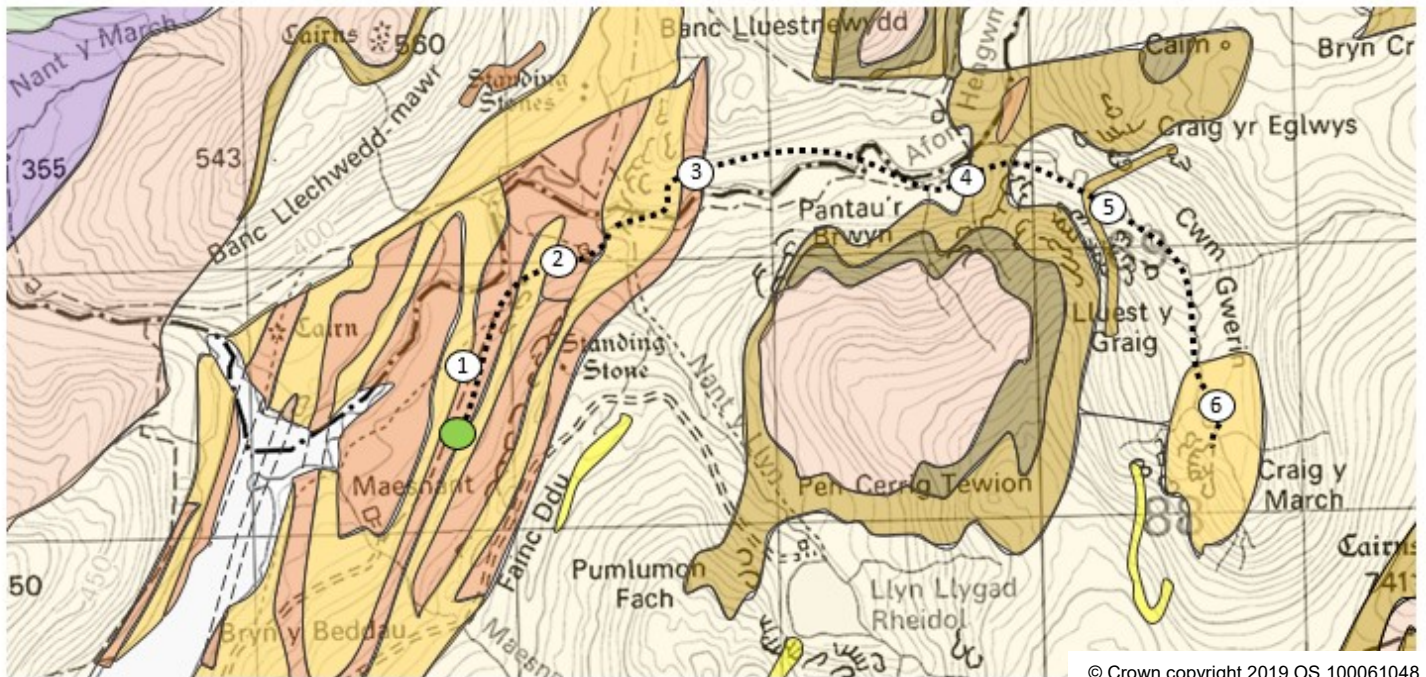 Nant y March
Cairns
560
Banc Lluestnewydd
Cairn
Bryn Cr
Standing
Stones
Craig yr Eglwys
355
543
Banc Llechwedd-mawr
400
3
Afon
4
Pantau'r
Brwyn
5
Cwm Gwerin
2
Cairn
Lluest y
Graig
Standing
Stone
1
Nant y Llyn
6
Maesnant
Pen Cerrig Tewion
Craig y
March
Fainc Ddu
50
450
Pumlumon
Fach
Llyn Llygad
Rheidol
Cairns
741
Bryn y Beddau
© Crown copyright 2019 OS 100061048